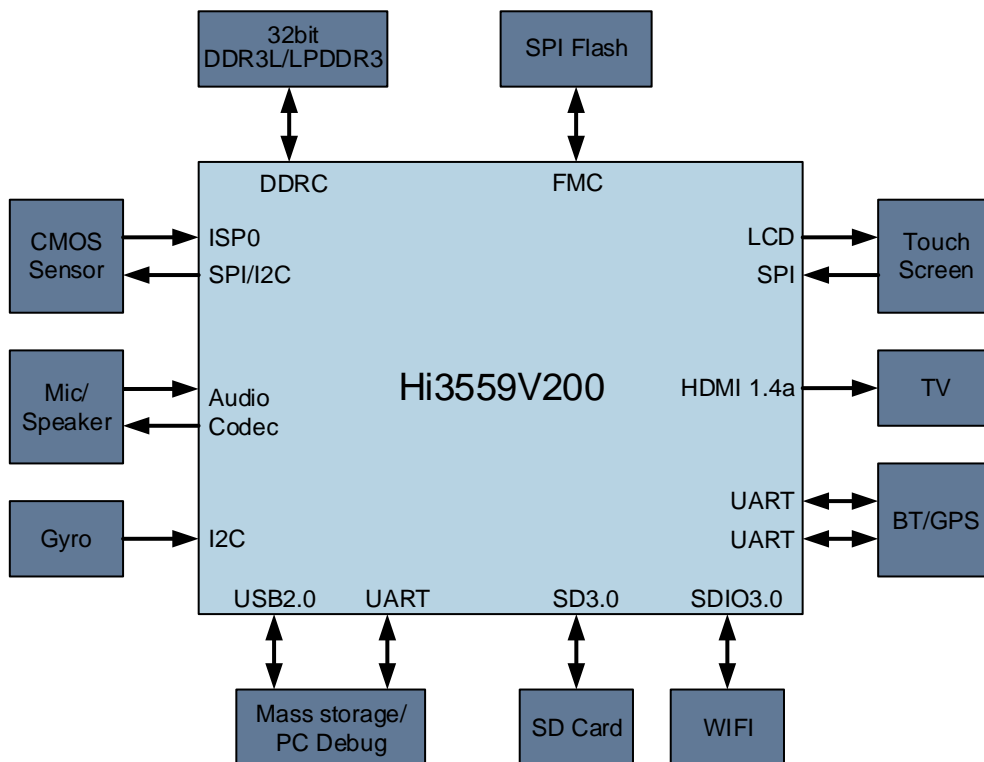 32bit
DDR3L/LPDDR3
SPI Flash
DDRC
FMC
CMOS
Sensor
ISP0
SPI/I2C
LCD
SPI
Touch
Screen
Mic/
Speaker
Audio
Codec
Hi3559V200
HDMI 1.4a
TV
Gyro
I2C
UART
UART
BT/GPS
USB2.0
UART
SD3.0
SDIO3.0
Mass storage/
PC Debug
SD Card
WIFI